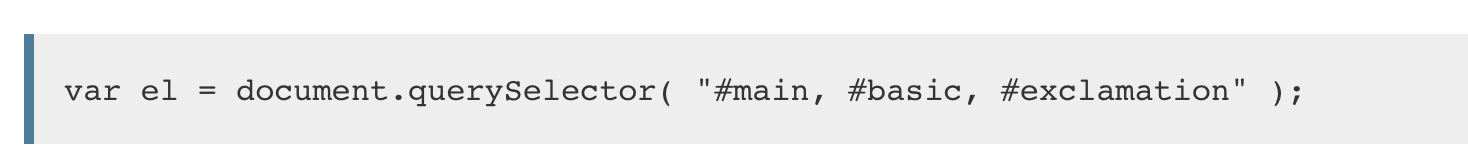 var el = document.querySelector( "#main, #basic, #exclamation" );